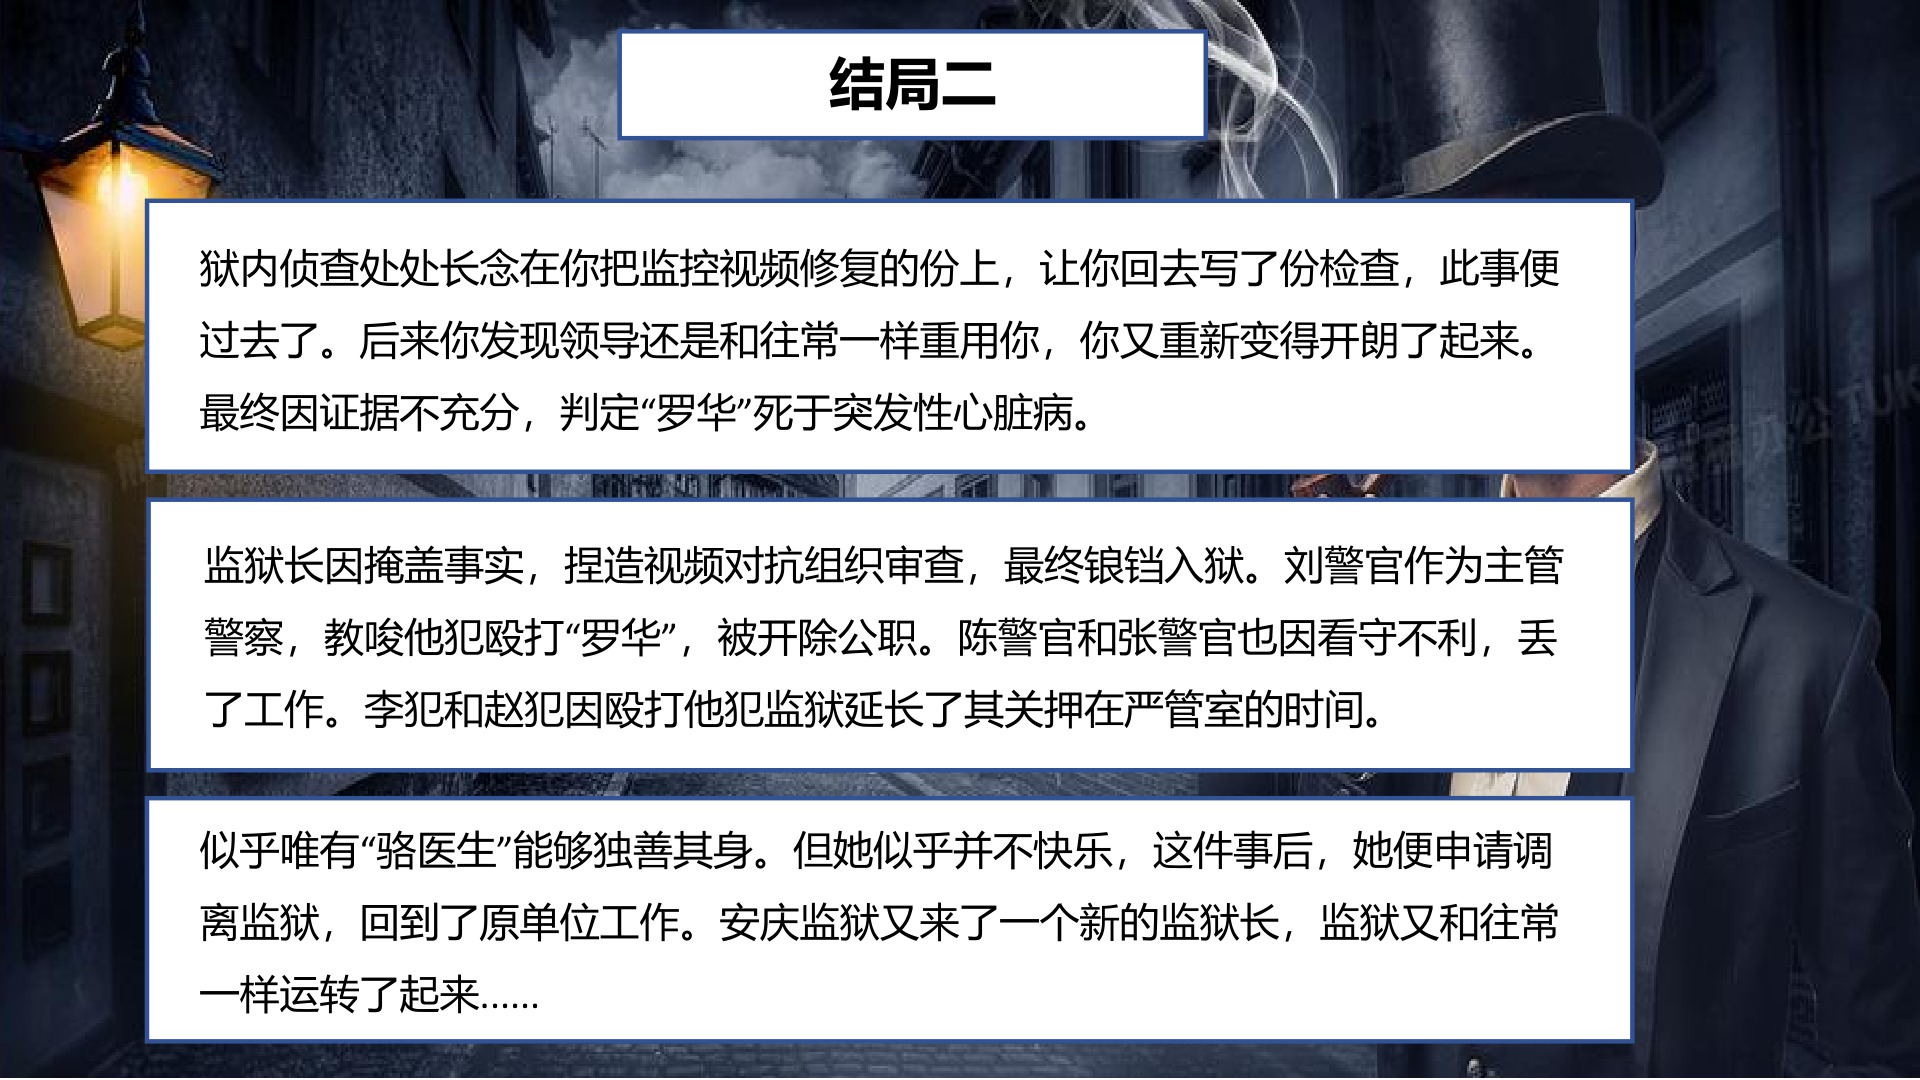 结局二
狱内侦查处处长念在你把监控视频修复的份上，让你回去写了份检查，此事便
过去了。后来你发现领导还是和往常一样重用你，你又重新变得开朗了起来。
最终因证据不充分，判定“罗华”死于突发性心脏病。
监狱长因掩盖事实，捏造视频对抗组织审查，最终锒铛入狱。刘警官作为主管
警察，教唆他犯殴打“罗华”，被开除公职。陈警官和张警官也因看守不利，丢
了工作。李犯和赵犯因殴打他犯监狱延长了其关押在严管室的时间。
似乎唯有“骆医生”能够独善其身。但她似乎并不快乐，这件事后，她便申请调
离监狱，回到了原单位工作。安庆监狱又来了一个新的监狱长，监狱又和往常
一样运转了起来......
办公 TUK